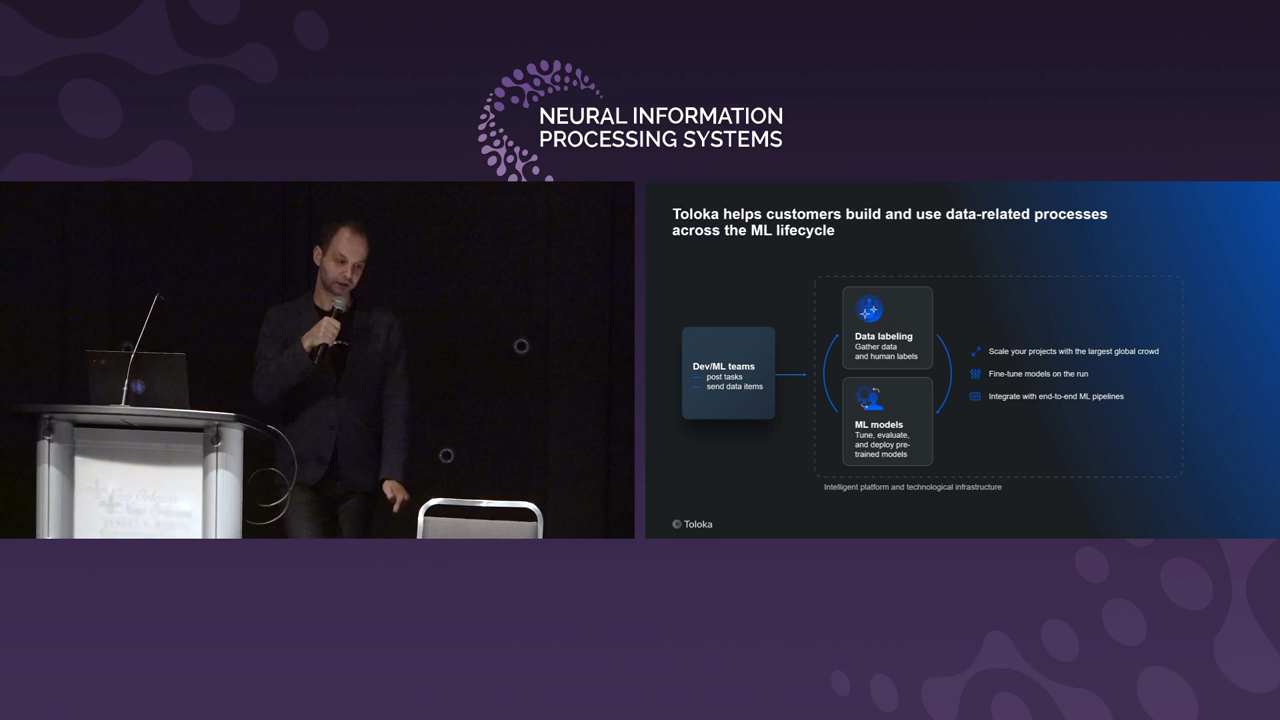 NEURAL INFORMATION
PROCESSING SYSTEMS
Toloka helps customers build and use data-related processes
across the ML lifecycle
Dev/ML teams
— post tasks
— send data items
Data labeling
Gather data
and human labels
ML models
Tune, evaluate,
and deploy pre-
trained models
Scale your projects with the largest global crowd
Fine-tune models on the run
Integrate with end-to-end ML pipelines
Intelligent platform and technological infrastructure
Toloka
New Orleans